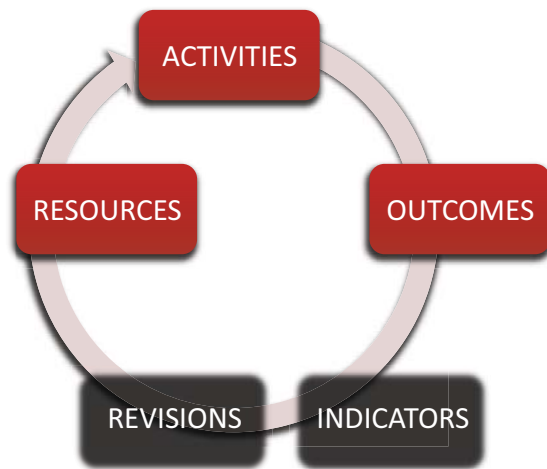 ACTIVITIES
RESOURCES
OUTCOMES
REVISIONS
INDICATORS